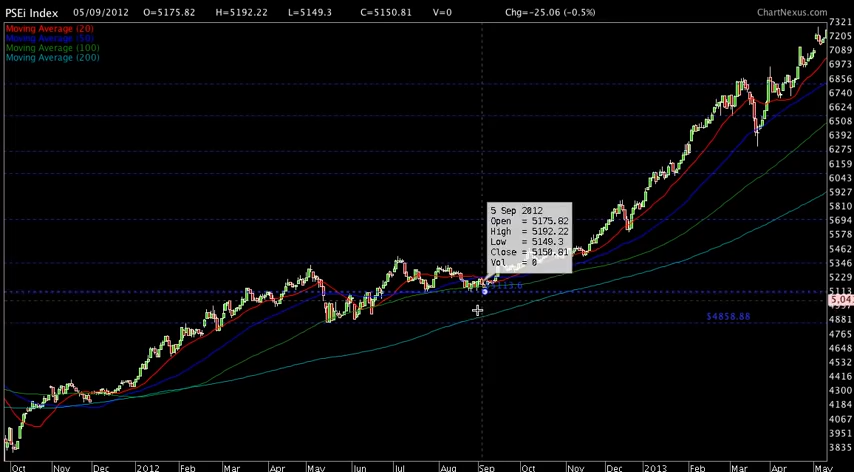 PSEi Index 05/09/2012 O=5175.82 H=5192.22 L=5149.3 C=5150.81 V=0 Chg=-25.06 (-0.5%) ChartNexus.com
Moving Average (20)
Moving Average (50)
Moving Average (100)
Moving Average (200)
7321
7205
7089
6973
6856
6740
6624
6508
6392
6275
6159
6043
5927
5810
5694
5578
5462
5346
5229
5113
5,04
4881
4765
4648
4532
4416
4300
4184
4067
3951
3835
5 Sep 2012
Open = 5175.82
High = 5192.22
Low = 5149.3
Close = 5150.81
Vol = 0
$4858.88
Oct Nov Dec 2012 Feb Mar Apr May Jun Jul Aug Sep Oct Nov Dec 2013 Feb Mar Apr May